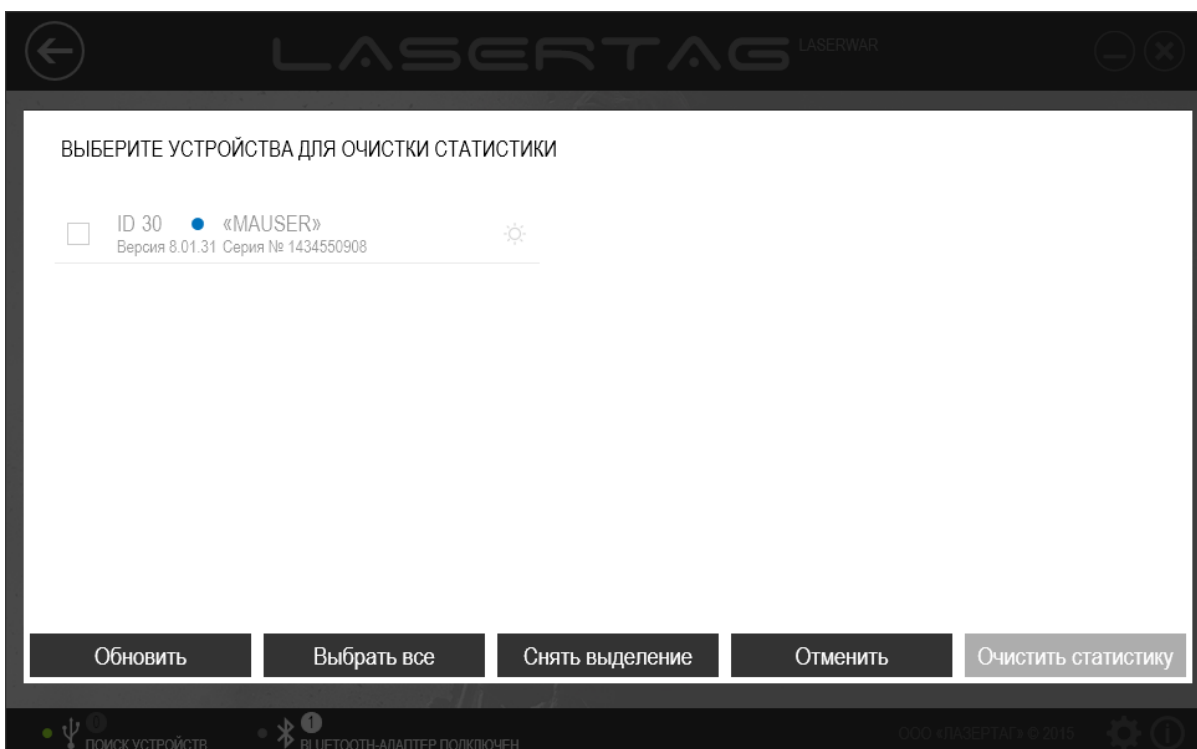 LASERTAG LASERWAR
ВЫБЕРИТЕ УСТРОЙСТВА ДЛЯ ОЧИСТКИ СТАТИСТИКИ
ID 30 «MAUSER»
Версия 8.01.31 Серия № 1434550908
Обновить Выбрать все Снять выделение Отменить Очистить статистику
0 1
ПОИСК УСТРОЙСТВ BLUETOOTH-АДАПТЕР ПОДКЛЮЧЕН ООО «ЛАЗЕРТАГ» © 2015